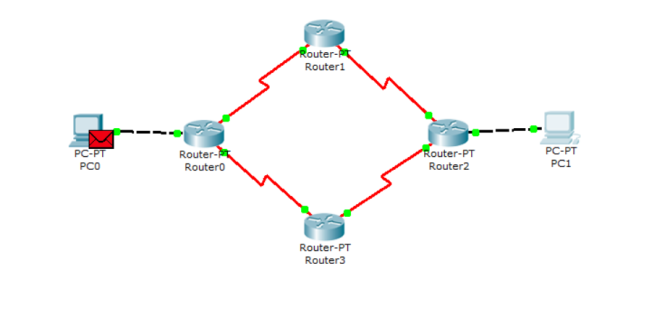 Router-PT
Router1
PC-PT
PC0
Router-PT
Router0
Router-PT
Router2
PC-PT
PC1
Router-PT
Router3